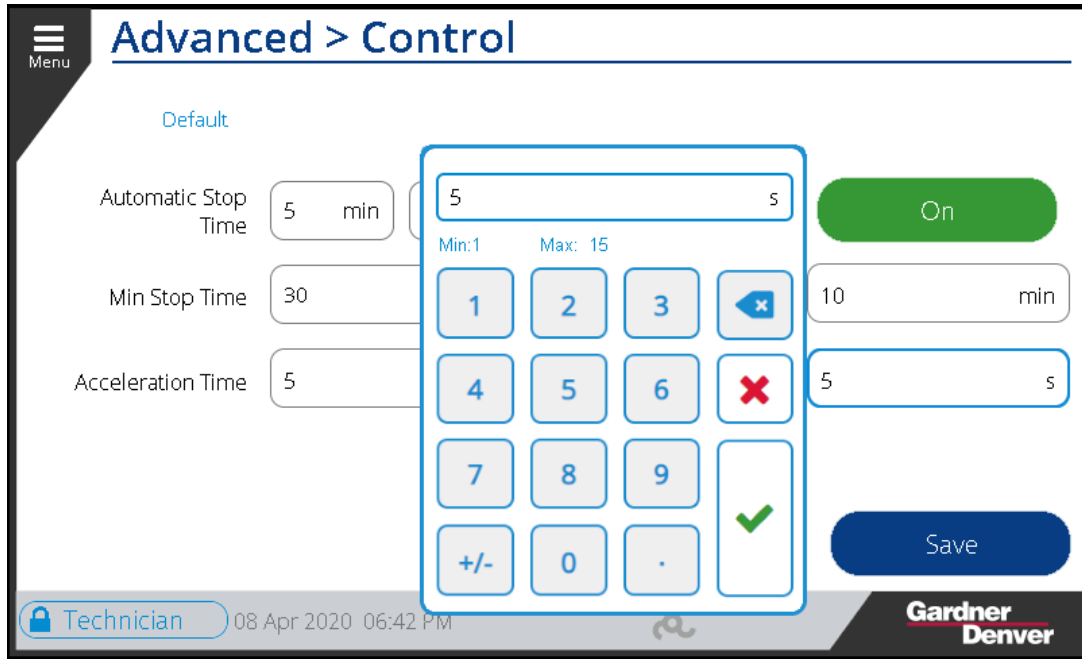 Menu
Advanced > Control
Default
Automatic Stop
Time
5 min
On
Min Stop Time
30
10 min
Acceleration Time
5
5 s
5 s
Min:1 Max: 15
1 2 3
4 5 6
7 8 9
+/- 0 .
Save
Technician 08 Apr 2020 06:42 PM
Gardner
Denver